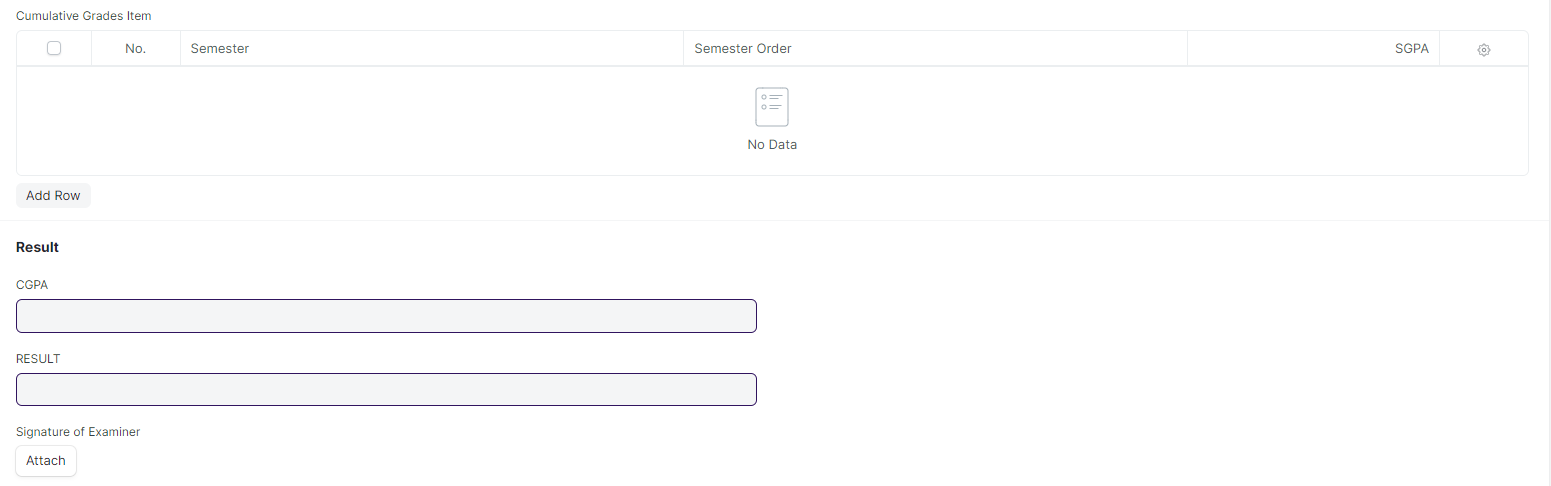 Cumulative Grades Item
No. Semester Semester Order SGPA
No Data
Add Row
Result
CGPA
RESULT
Signature of Examiner
Attach